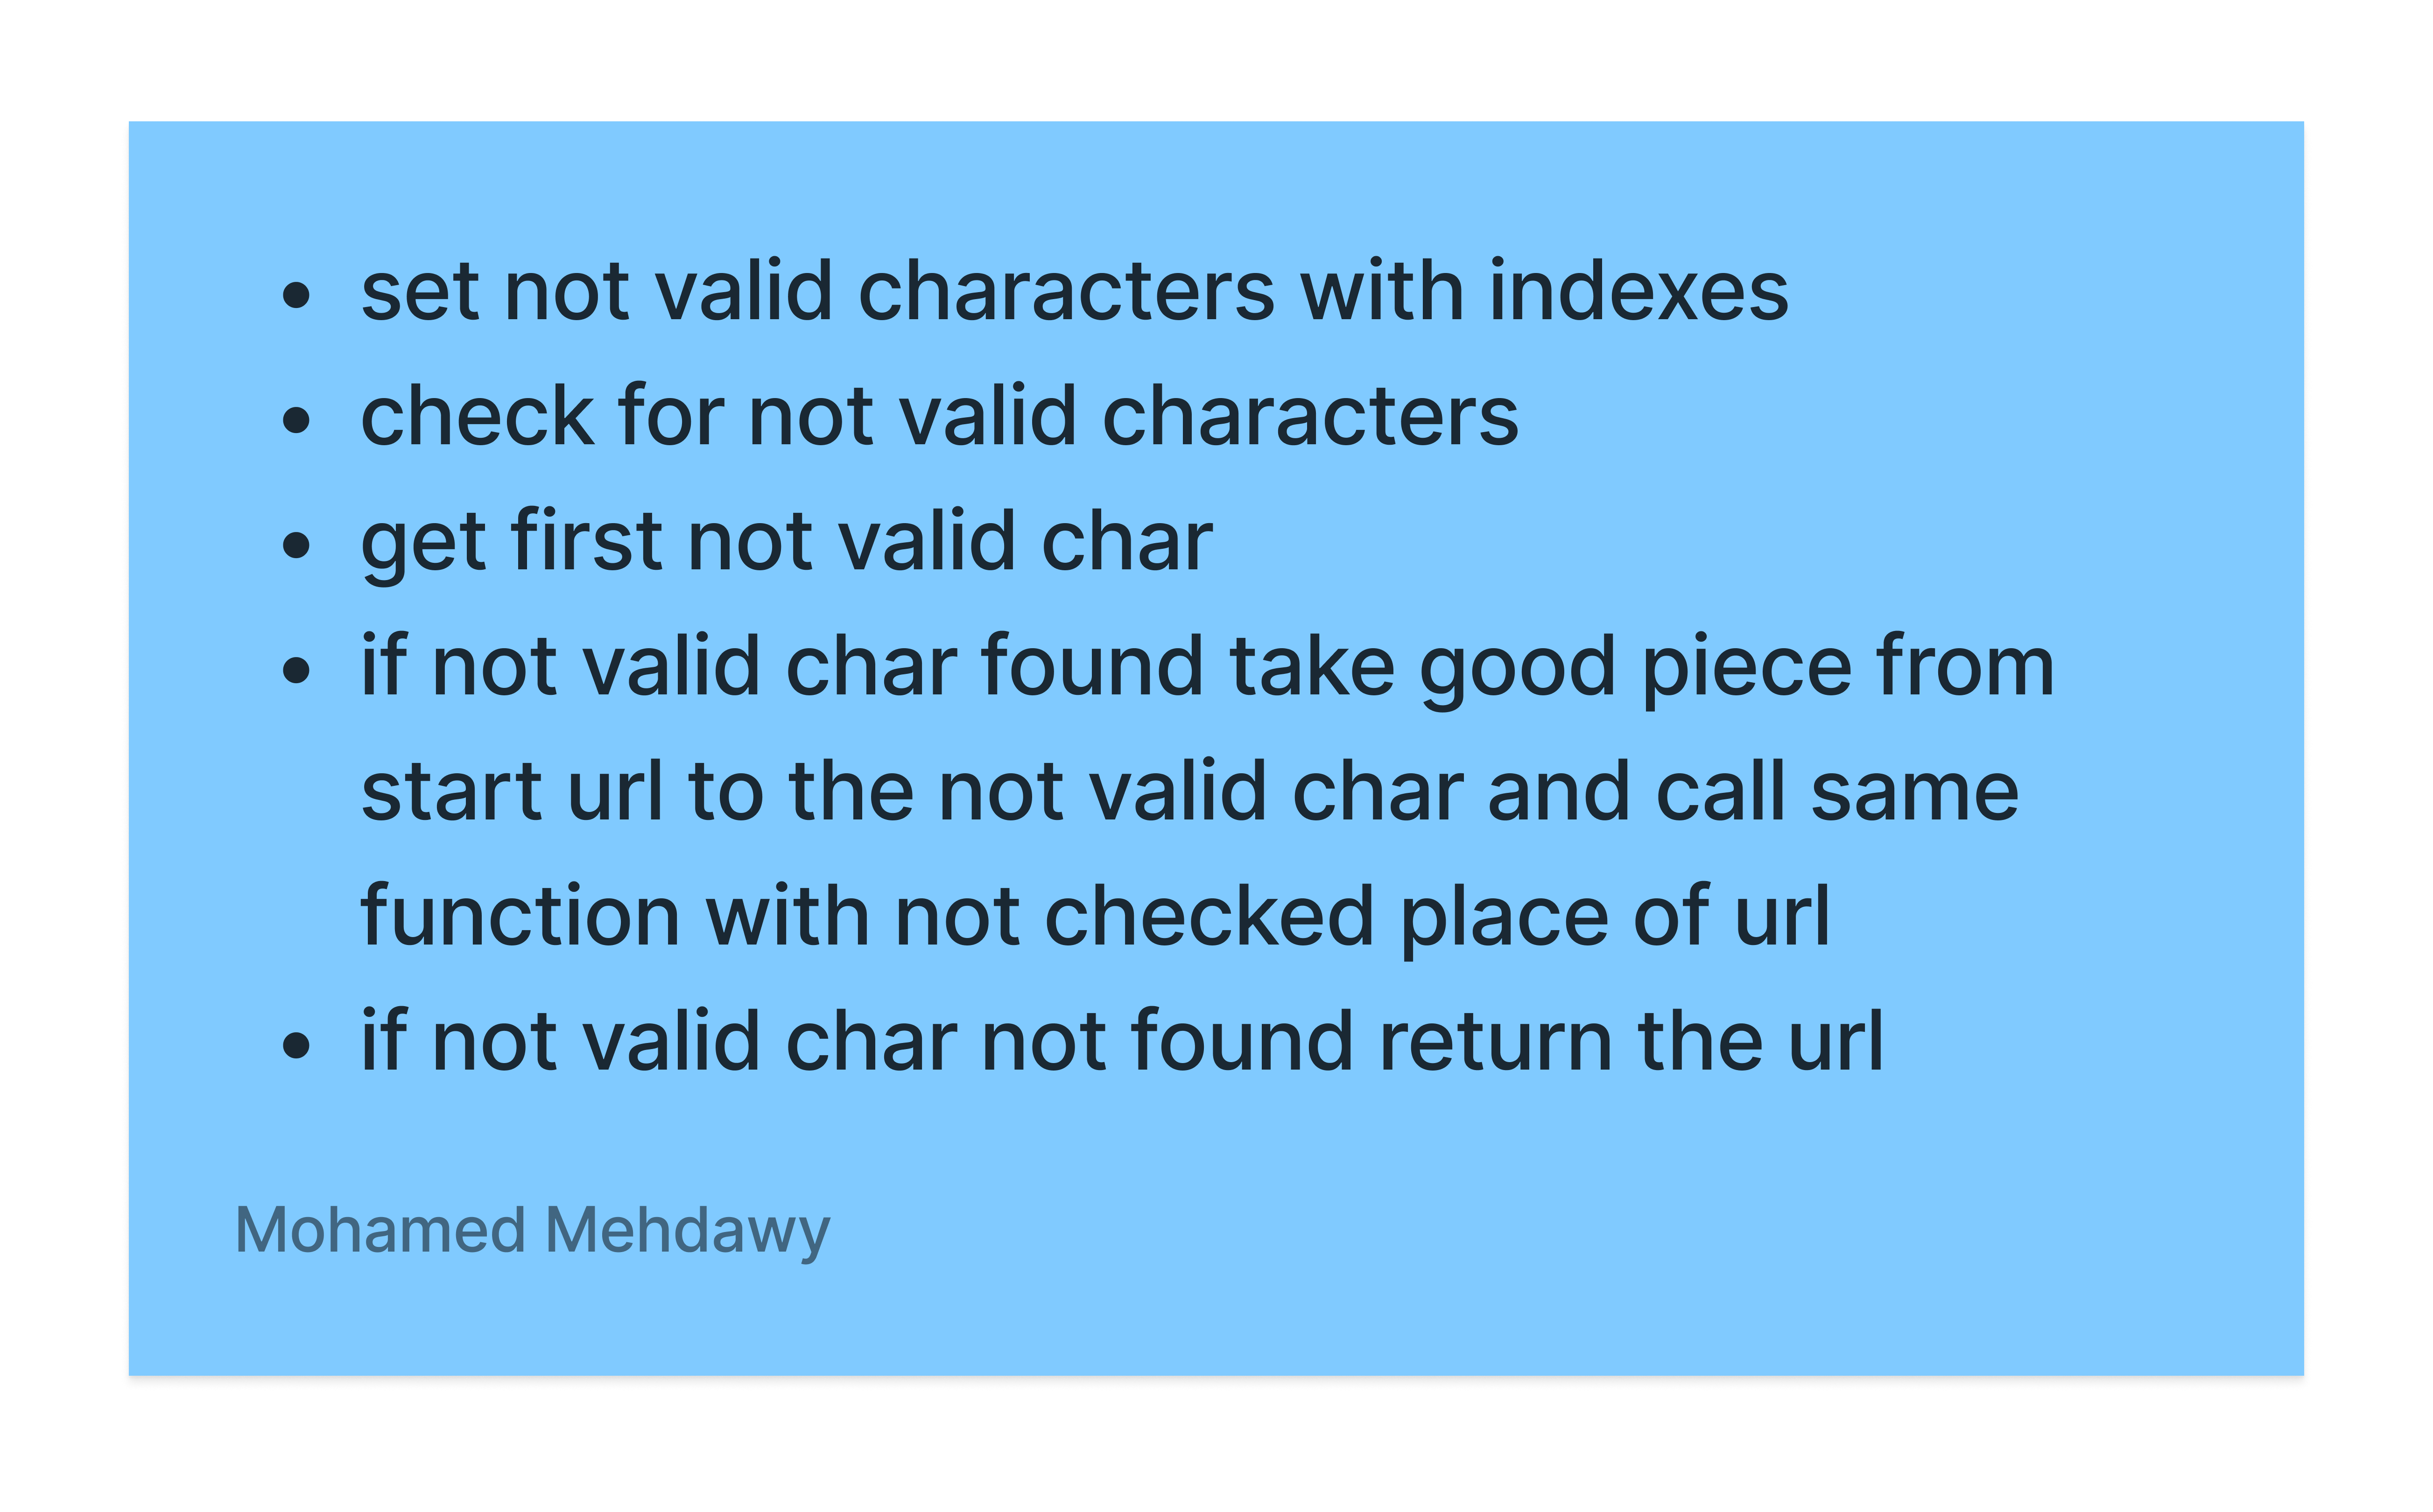 • set not valid characters with indexes
• check for not valid characters
• get first not valid char
• if not valid char found take good piece from
start url to the not valid char and call same
function with not checked place of url
• if not valid char not found return the url
Mohamed Mehdawy